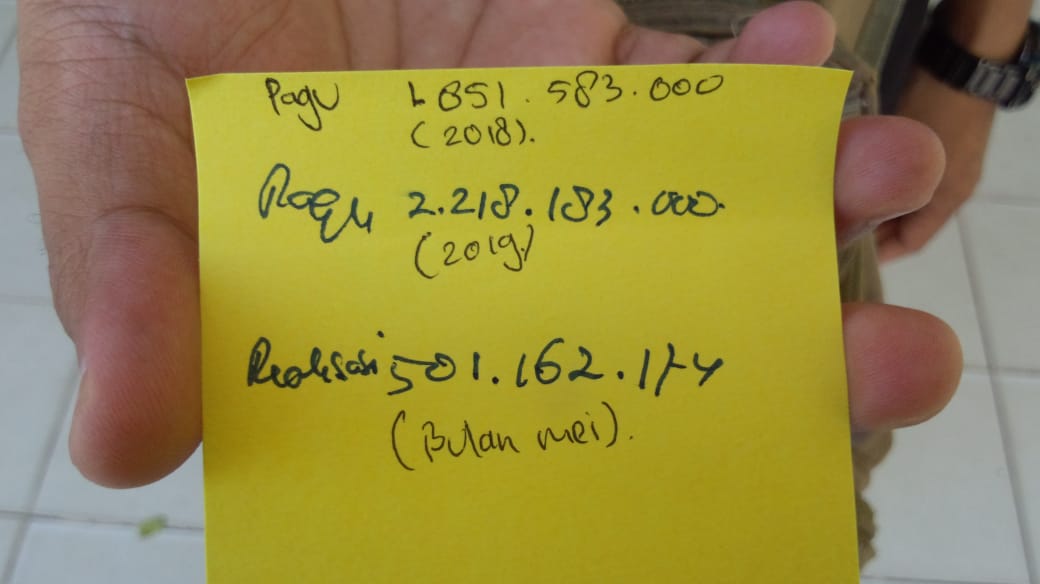 Pagu 1.851.583.000
(2018).
Pagu 2.218.183.000.
(2019)
Realisasi 501.162.174
(Bulan mei).